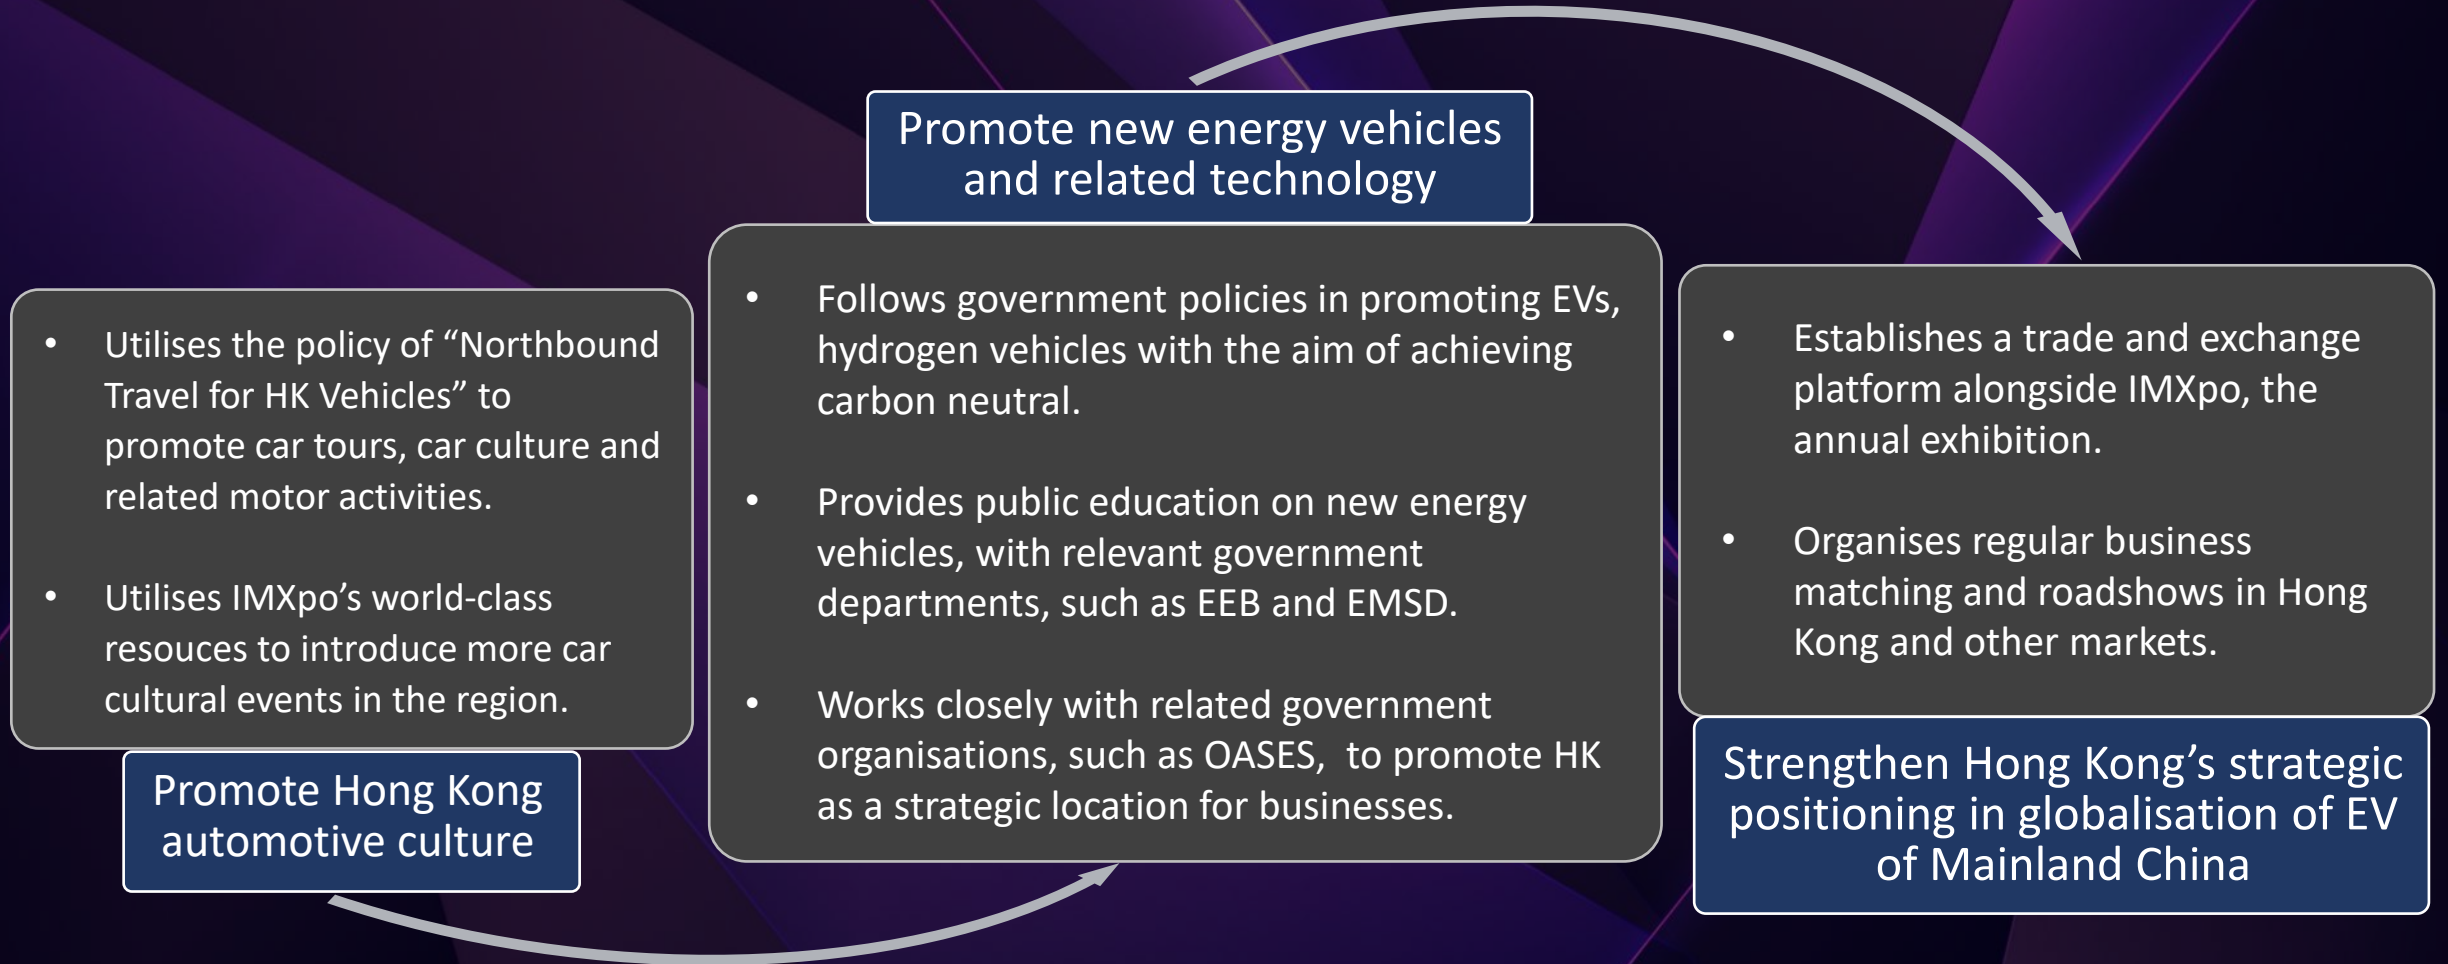 Promote new energy vehicles
and related technology
• Utilises the policy of “Northbound
Travel for HK Vehicles” to
promote car tours, car culture and
related motor activities.
• Utilises IMXpo’s world-class
resouces to introduce more car
cultural events in the region.
Promote Hong Kong
automotive culture
• Follows government policies in promoting EVs,
hydrogen vehicles with the aim of achieving
carbon neutral.
• Provides public education on new energy
vehicles, with relevant government
departments, such as EEB and EMSD.
• Works closely with related government
organisations, such as OASES,  to promote HK
as a strategic location for businesses.
• Establishes a trade and exchange
platform alongside IMXpo, the
annual exhibition.
• Organises regular business
matching and roadshows in Hong
Kong and other markets.
Strengthen Hong Kong’s strategic
positioning in globalisation of EV
of Mainland China